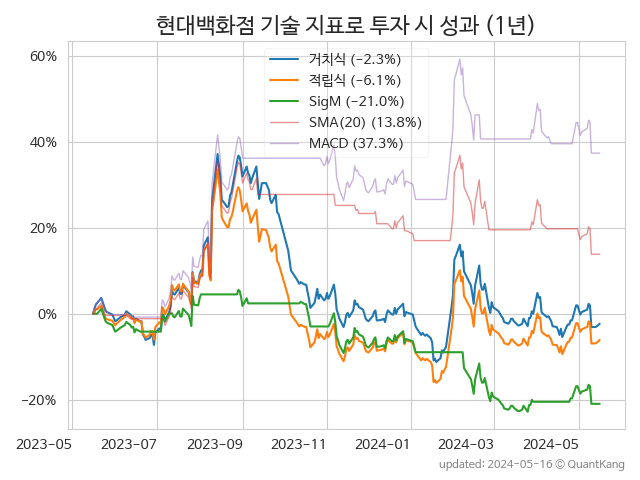 현대백화점 기술 지표로 투자 시 성과 (1년)
거치식 (−2.3%)
적립식 (−6.1%)
SigM (−21.0%)
SMA(20) (13.8%)
MACD (37.3%)
60%
40%
20%
0%
−20%
2023−05
2023−07
2023−09
2023−11
2024−01
2024−03
2024−05
updated: 2024-05-16 © QuantKang